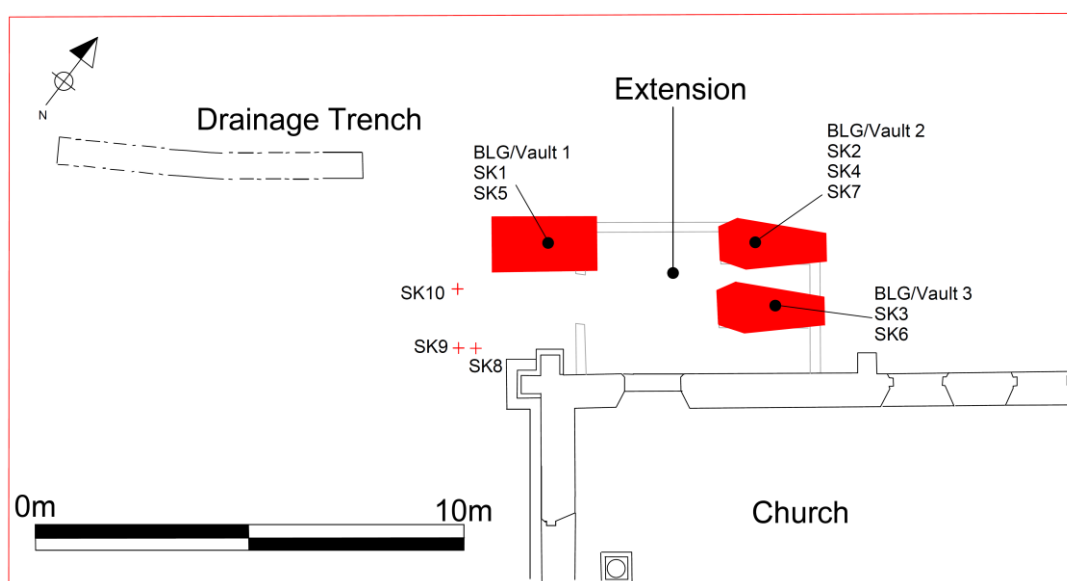 N
Drainage Trench
Extension
BLG/Vault 1
SK1
SK5
BLG/Vault 2
SK2
SK4
SK7
BLG/Vault 3
SK3
SK6
SK10
SK9
SK8
0m
10m
Church